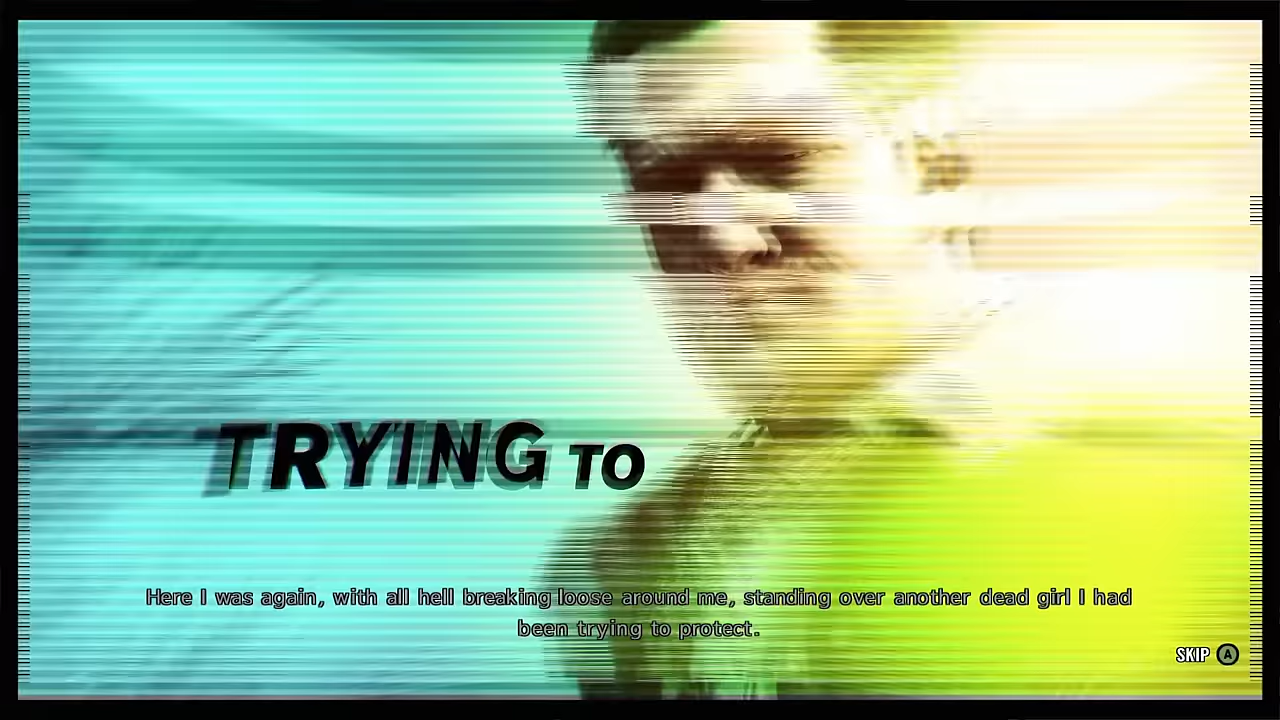 TRYING TO
Here I was again, with all hell breaking loose around me, standing over another dead girl I had
been trying to protect.
SKIP A